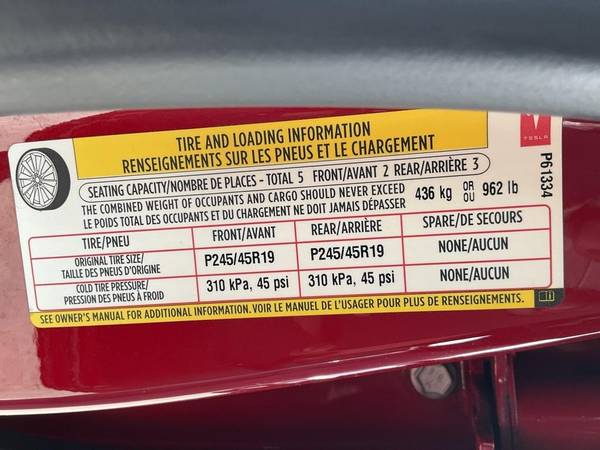 TIRE AND LOADING INFORMATION
RENSEIGNEMENTS SUR LES PNEUS ET LE CHARGEMENT
TESLA
P61334
SEATING CAPACITY/NOMBRE DE PLACES - TOTAL 5 FRONT/AVANT 2 REAR/ARRIÈRE 3
THE COMBINED WEIGHT OF OCCUPANTS AND CARGO SHOULD NEVER EXCEED 436 kg OR 962 lb
LE POIDS TOTAL DES OCCUPANTS ET DU CHARGEMENT NE DOIT JAMAIS DÉPASSER OU
TIRE/PNEU FRONT/AVANT REAR/ARRIÈRE SPARE/DE SECOURS
ORIGINAL TIRE SIZE/ P245/45R19 P245/45R19 NONE/AUCUN
TAILLE DES PNEUS D'ORIGINE
COLD TIRE PRESSURE/ 310 kPa, 45 psi 310 kPa, 45 psi NONE/AUCUN
PRESSION DES PNEUS À FROID
SEE OWNER'S MANUAL FOR ADDITIONAL INFORMATION. VOIR LE MANUEL DE L'USAGER POUR PLUS DE RENSEIGNEMENTS.